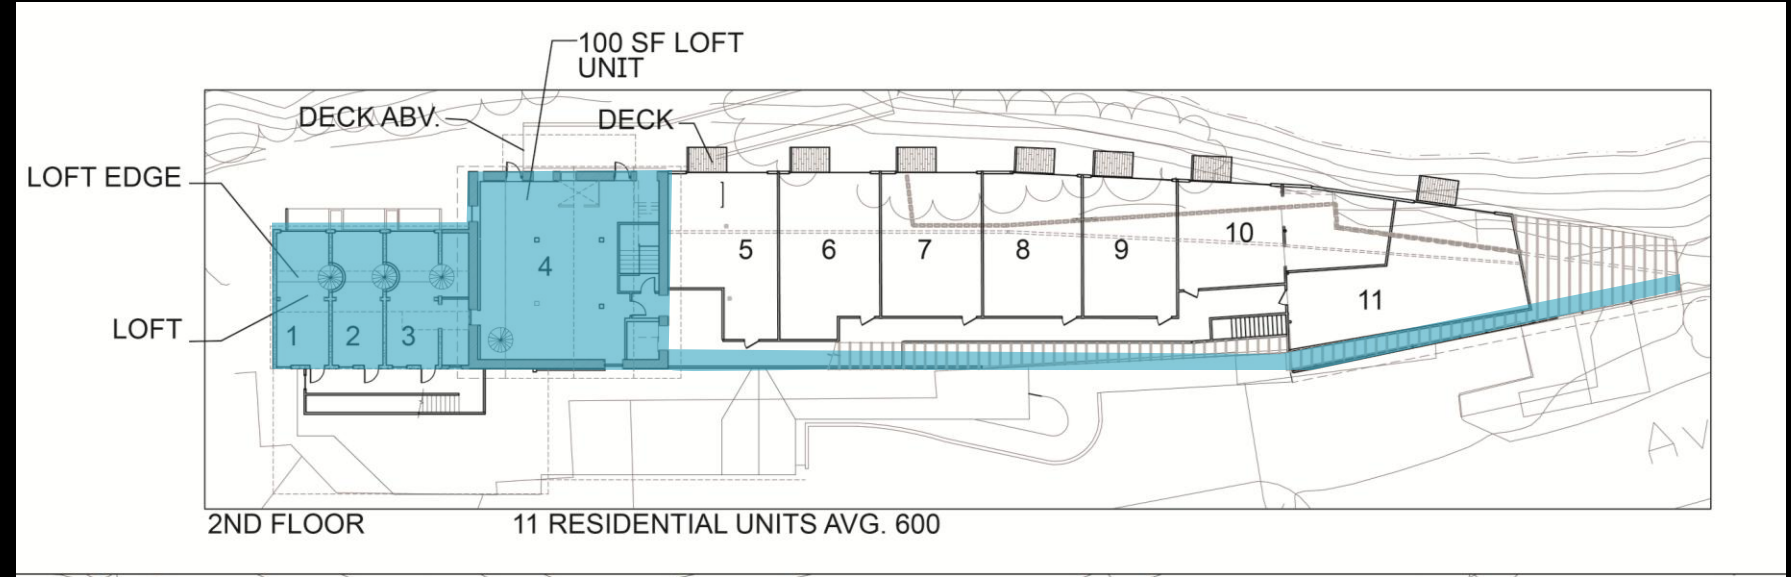 100 SF LOFT
UNIT
DECK ABV.
DECK
LOFT EDGE
LOFT
1
2
3
4
5
6
7
8
9
10
11
AV
2ND FLOOR
11 RESIDENTIAL UNITS AVG. 600